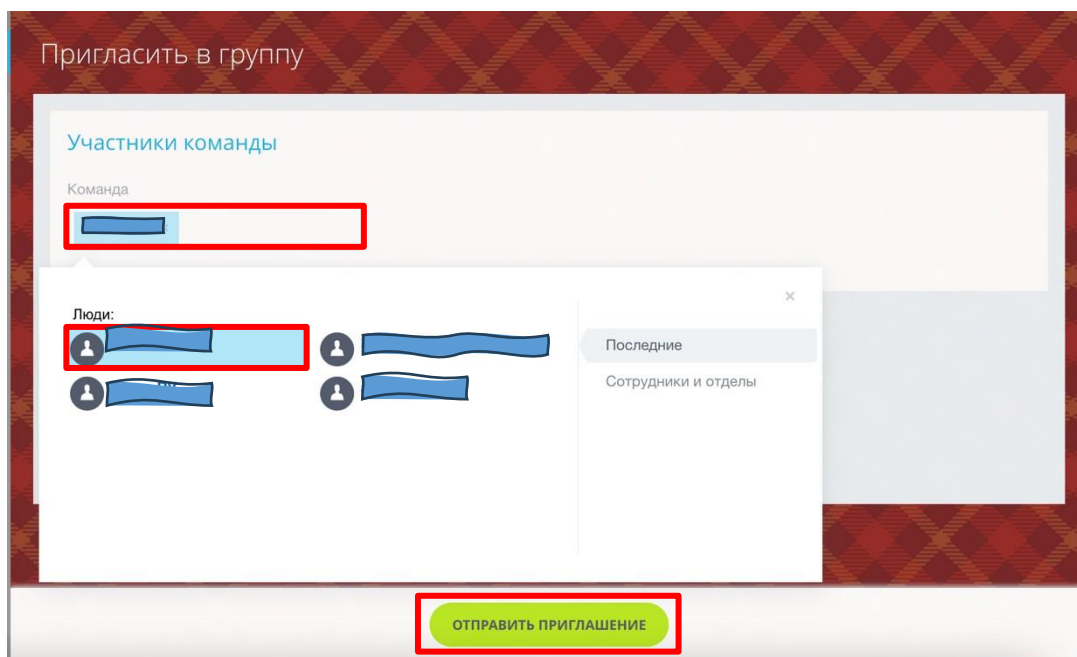 Пригласить в группу
Участники команды
Команда
Люди:
Последние
Сотрудники и отделы
ОТПРАВИТЬ ПРИГЛАШЕНИЕ